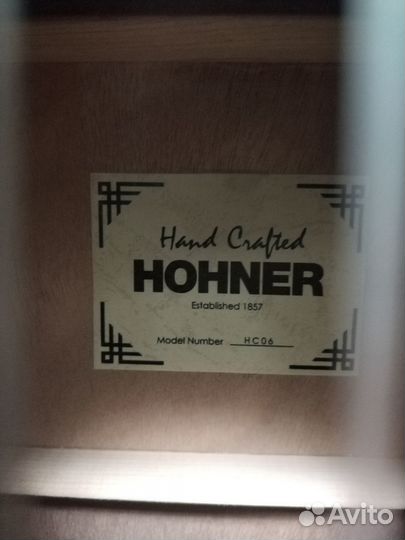 Hand Crafted
HOHNER
Established 1857
Model Number HC06
Avito